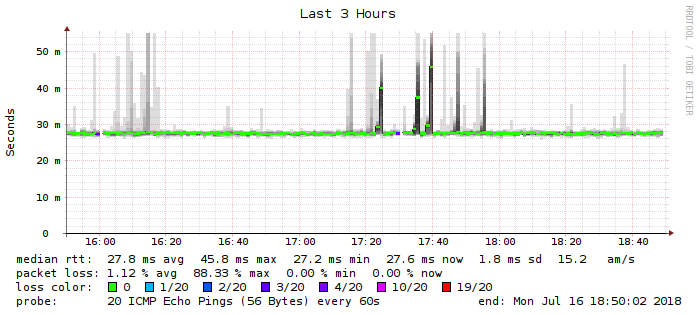 Last 3 Hours
RRDTOOL / TOBI OETIKER
Seconds
50 m
40 m
30 m
20 m
10 m
0
16:00 16:20 16:40 17:00 17:20 17:40 18:00 18:20 18:40
median rtt: 27.8 ms avg 45.8 ms max 27.2 ms min 27.6 ms now 1.8 ms sd 15.2 am/s
packet loss: 1.12 % avg 88.33 % max 0.00 % min 0.00 % now
loss color: 0 1/20 2/20 3/20 4/20 10/20 19/20
probe: 20 ICMP Echo Pings (56 Bytes) every 60s end: Mon Jul 16 18:50:02 2018